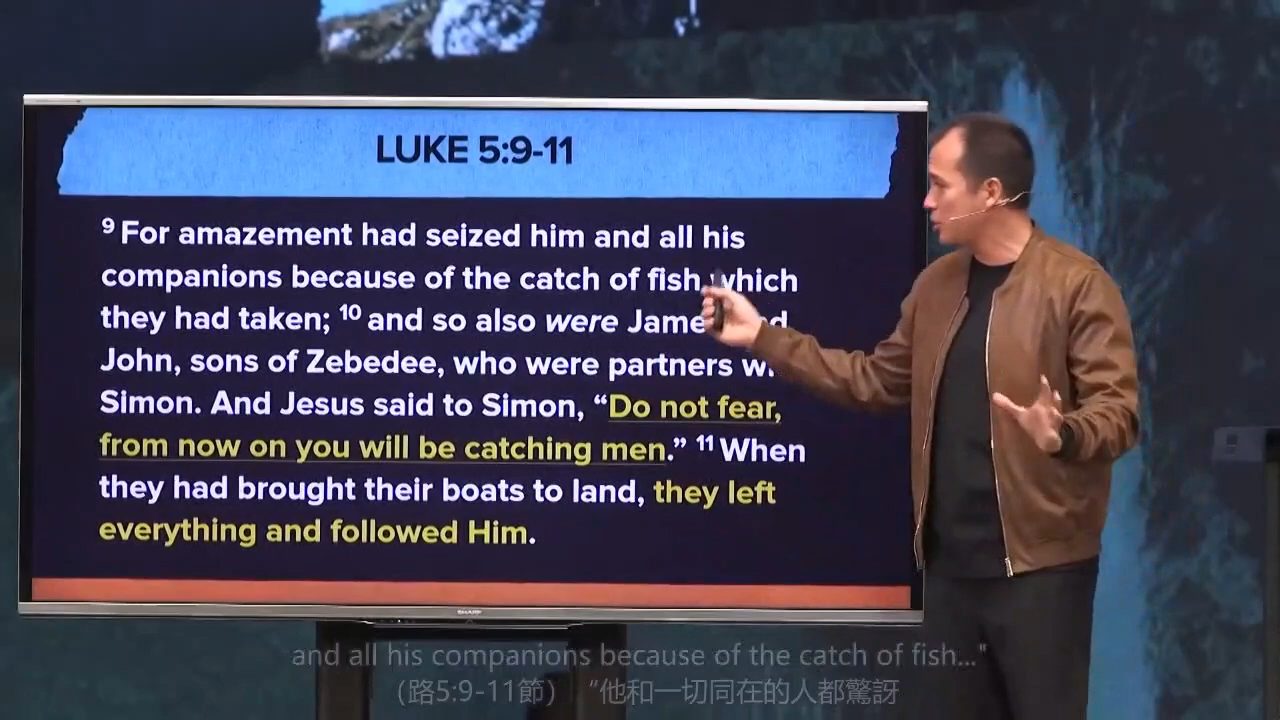 LUKE 5:9-11
9 For amazement had seized him and all his
companions because of the catch of fish which
they had taken; 10 and so also were
John, sons of Zebedee, who were partners
Simon. And Jesus said to Simon, “Do not fear,
from now on you will be catching men.” 11 When
they had brought their boats to land, they left
everything and followed Him.
SHARP
and all his companions because of the catch of fish..."
（路5:9-11節）“他和一切同在的人都驚訝